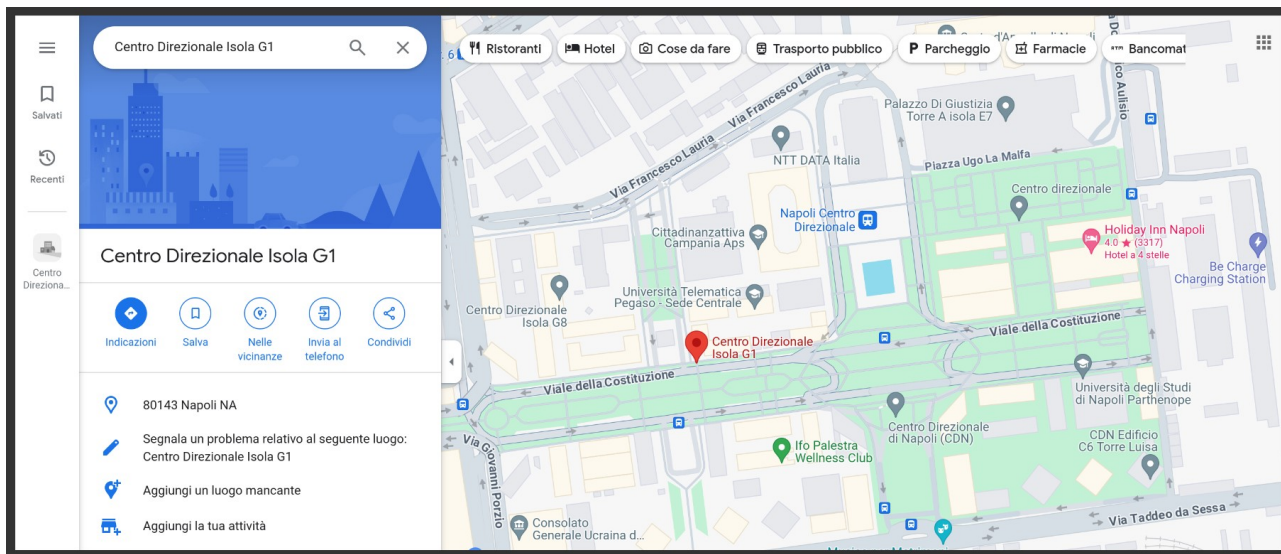 Centro Direzionale Isola G1
Salvati
Recenti
Centro
Direziona...
Centro Direzionale Isola G1
Indicazioni
Salva
Nelle
vicinanze
Invia al
telefono
Condividi
80143 Napoli NA
Segnala un problema relativo al seguente luogo:
Centro Direzionale Isola G1
Aggiungi un luogo mancante
Aggiungi la tua attività
6
Ristoranti
Hotel
Cose da fare
Trasporto pubblico
P Parcheggio
Farmacie
ATM Bancomat
Via Francesco Lauria
Via Francesco Lauria
Palazzo Di Giustizia
Torre A isola E7
Aulisio
NTT DATA Italia
Piazza Ugo La Malfa
Centro direzionale
Napoli Centro
Direzionale
Cittadinanzattiva
Campania Aps
Holiday Inn Napoli
4.0 ★ (3317)
Hotel a 4 stelle
Be Charge
Charging Station
Università Telematica
Pegaso - Sede Centrale
Centro Direzionale
Isola G8
Centro Direzionale
Isola G1
Viale della Costituzione
Viale della Costituzione
Università degli Studi
di Napoli Parthenope
Centro Direzionale
di Napoli (CDN)
CDN Edificio
C6 Torre Luisa
Ifo Palestra
Wellness Club
Via Giovanni Porzio
Consolato
Generale Ucraina d...
Via Taddeo da Sessa